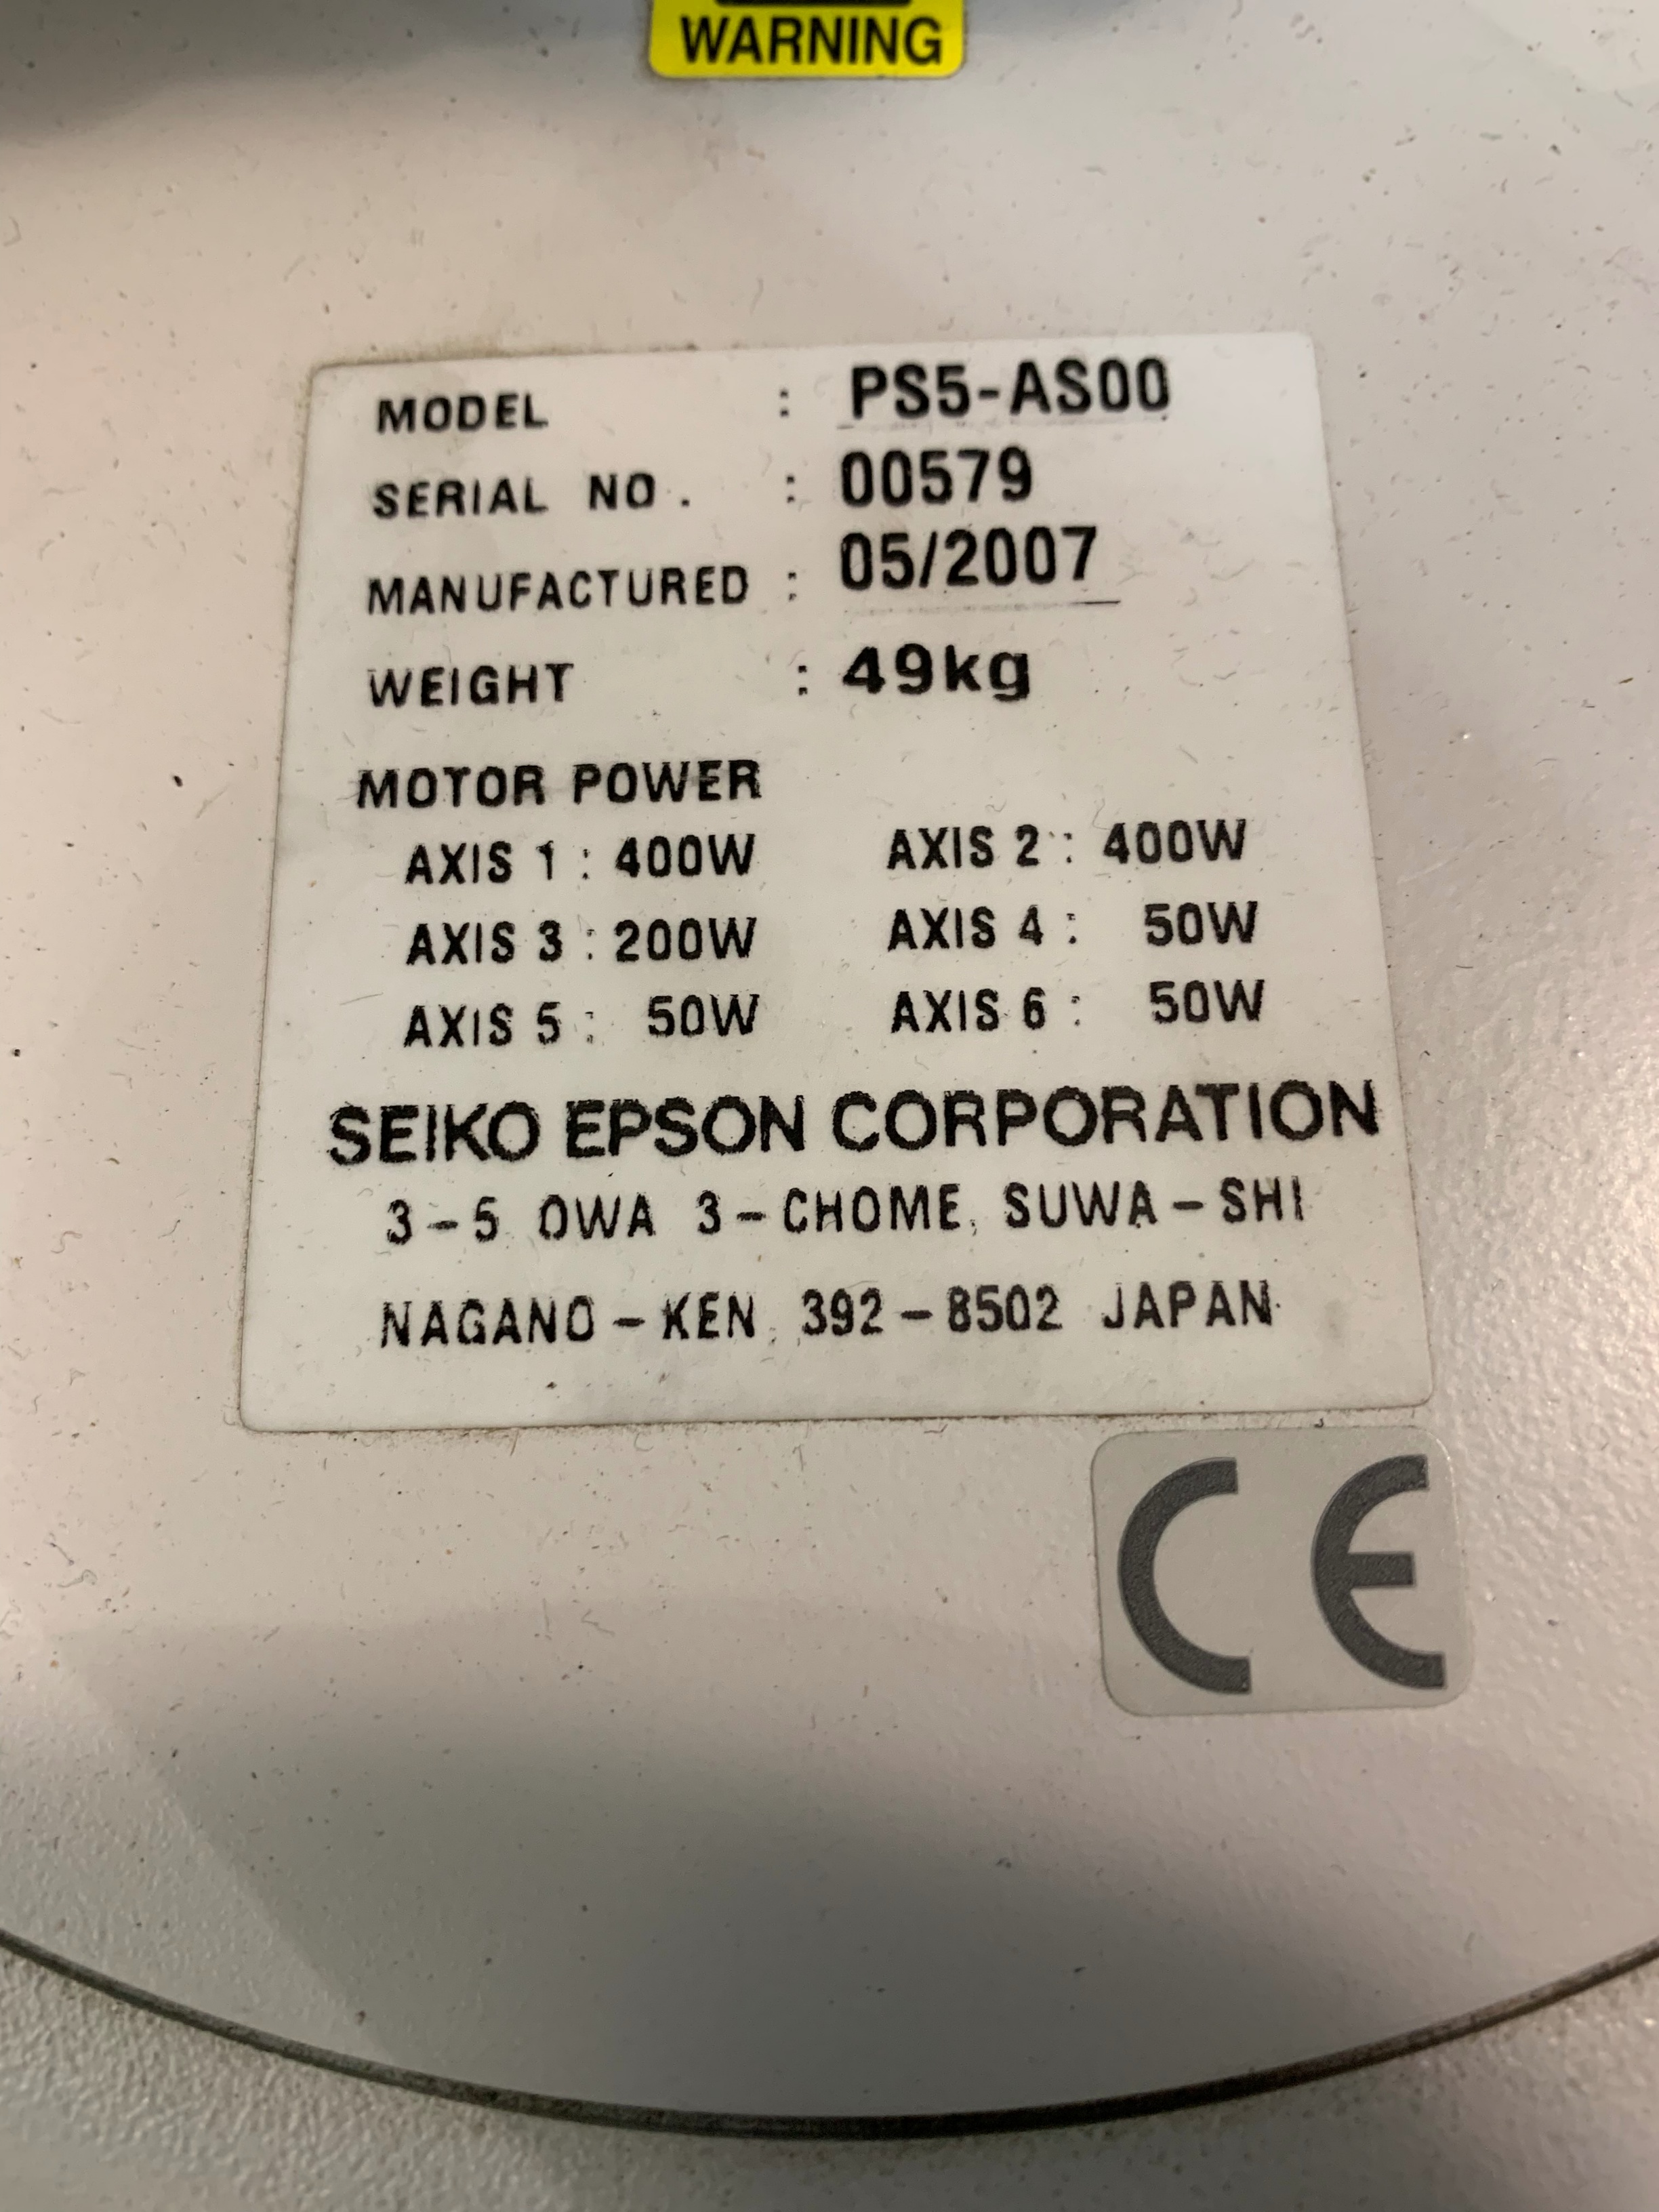 WARNING
MODEL : PS5-AS00
SERIAL NO. : 00579
MANUFACTURED : 05/2007
WEIGHT : 49kg
MOTOR POWER
AXIS 1 : 400W AXIS 2 : 400W
AXIS 3 : 200W AXIS 4 : 50W
AXIS 5 : 50W AXIS 6 : 50W
SEIKO EPSON CORPORATION
3-5 OWA 3-CHOME, SUWA-SHI
NAGANO-KEN, 392-8502 JAPAN
CE